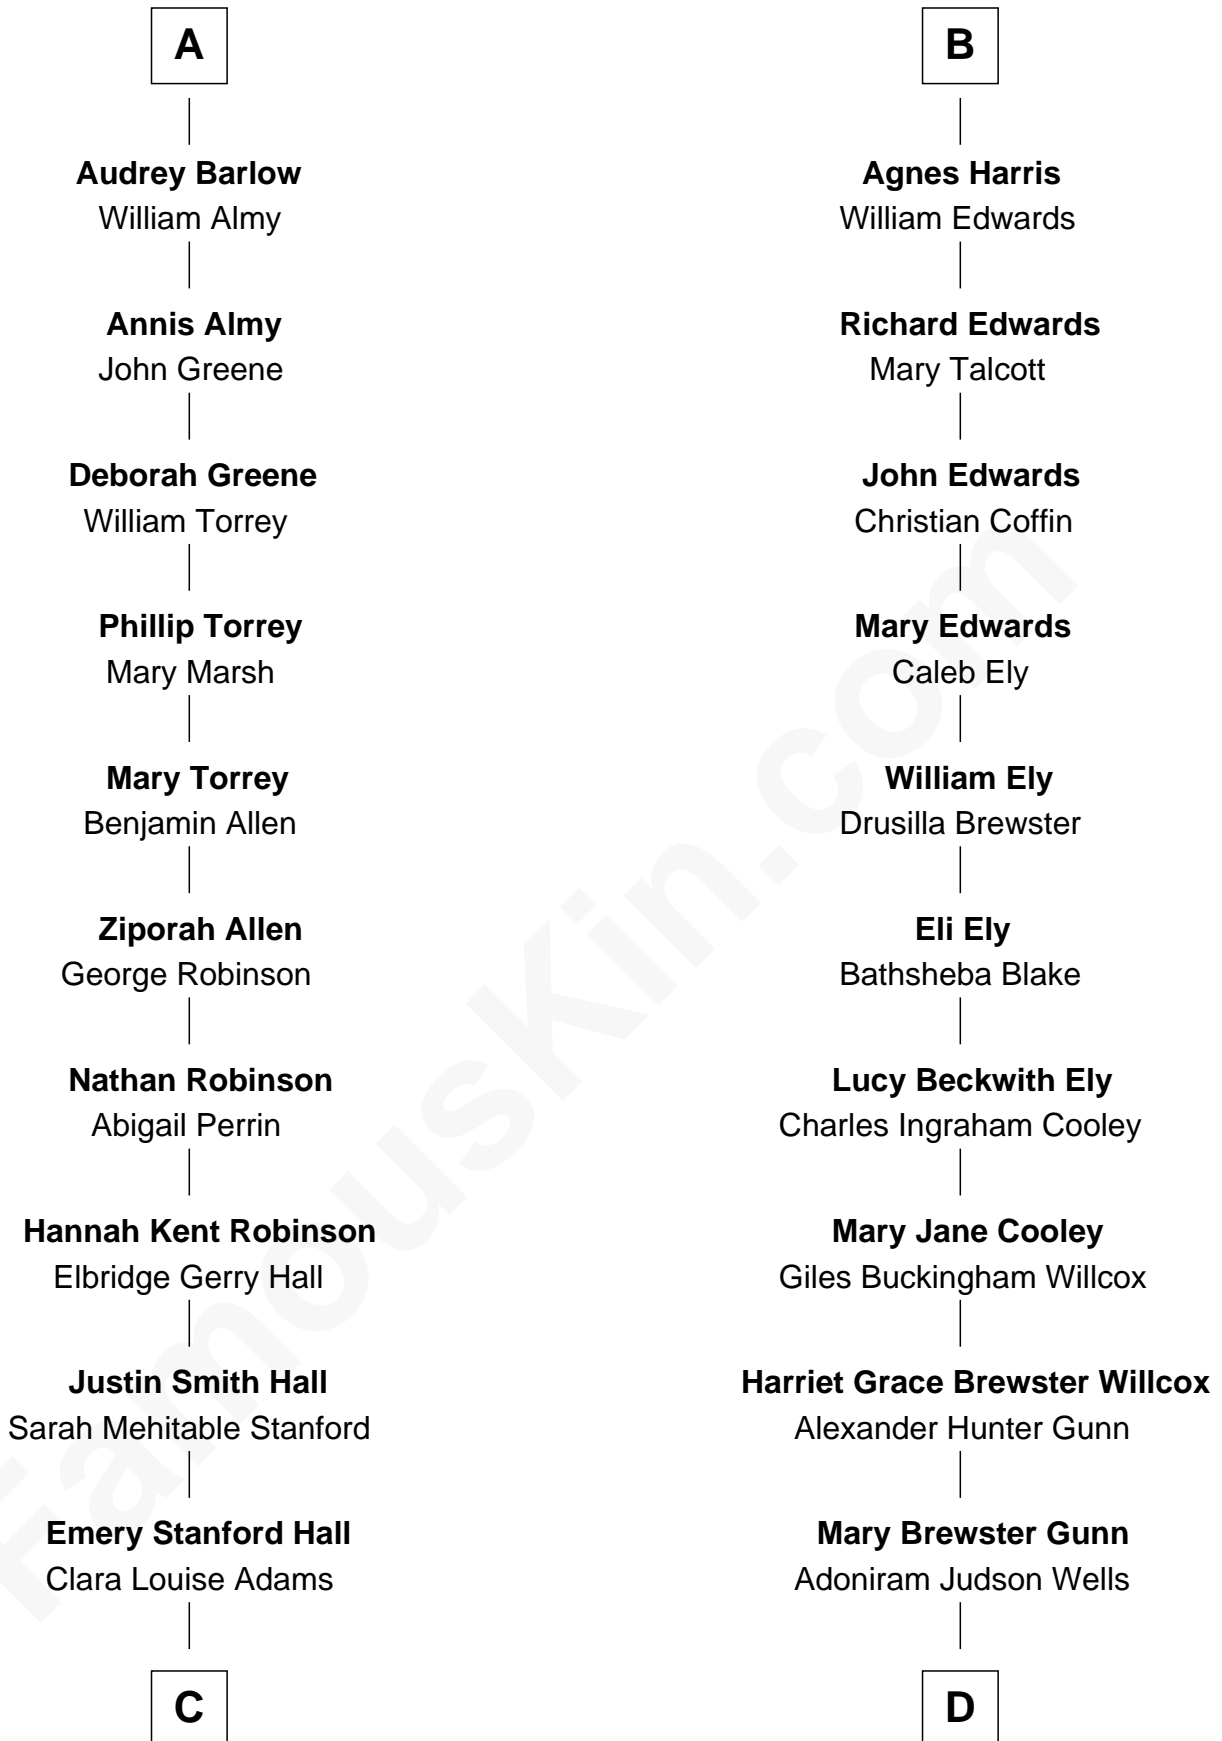 A
Audrey Barlow
William Almy
Annis Almy
John Greene
Deborah Greene
William Torrey
Phillip Torrey
Mary Marsh
Mary Torrey
Benjamin Allen
Ziporah Allen
George Robinson
Nathan Robinson
Abigail Perrin
Hannah Kent Robinson
Elbridge Gerry Hall
Justin Smith Hall
Sarah Mehitable Stanford
Emery Stanford Hall
Clara Louise Adams
C
B
Agnes Harris
William Edwards
Richard Edwards
Mary Talcott
John Edwards
Christian Coffin
Mary Edwards
Caleb Ely
William Ely
Drusilla Brewster
Eli Ely
Bathsheba Blake
Lucy Beckwith Ely
Charles Ingraham Cooley
Mary Jane Cooley
Giles Buckingham Willcox
Harriet Grace Brewster Willcox
Alexander Hunter Gunn
Mary Brewster Gunn
Adoniram Judson Wells
D
FamousKin.com